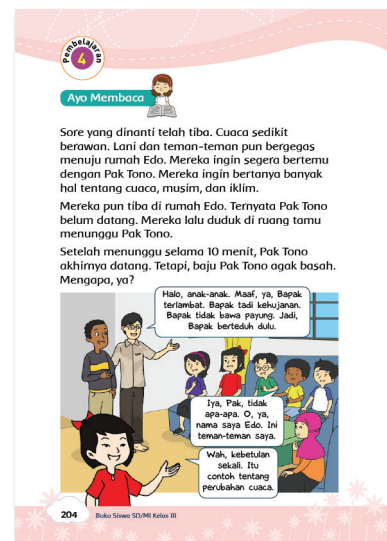 Pembelajaran
4
Ayo Membaca
Sore yang dinanti telah tiba. Cuaca sedikit
berawan. Lani dan teman-teman pun bergegas
menuju rumah Edo. Mereka ingin segera bertemu
dengan Pak Tono. Mereka ingin bertanya banyak
hal tentang cuaca, musim, dan iklim.
Mereka pun tiba di rumah Edo. Ternyata Pak Tono
belum datang. Mereka lalu duduk di ruang tamu
menunggu Pak Tono.
Setelah menunggu selama 10 menit, Pak Tono
akhirnya datang. Tetapi, baju Pak Tono agak basah.
Mengapa, ya?
Halo, anak-anak. Maaf, ya, Bapak
terlambat. Bapak tadi kehujanan.
Bapak tidak bawa payung. Jadi,
Bapak berteduh dulu.
Iya, Pak, tidak
apa-apa. O, ya,
nama saya Edo. Ini
teman-teman saya.
Wah, kebetulan
sekali. Itu
contoh tentang
perubahan cuaca.
204 Buku Siswa SD/MI Kelas III